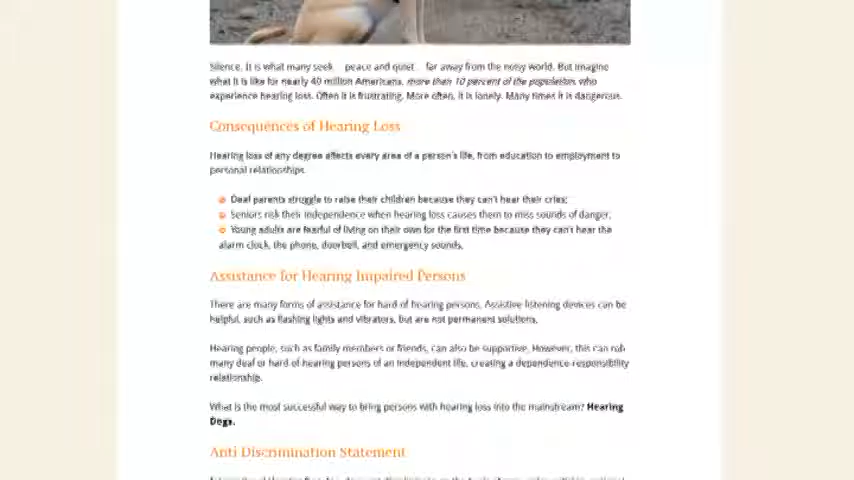 Silence. It is what many seek peace and quiet far away from the noisy world. But imagine
what it is like for nearly 40 million Americans, more than 10 percent of the population, who
experience hearing loss. Often it is frustrating. More often, it is lonely. Many times it is dangerous.
Consequences of Hearing Loss
Hearing loss of any degree affects every area of a person's life, from education to employment to
personal relationships.
Deaf parents struggle to raise their children because they can't hear their cries;
Seniors risk their independence when hearing loss causes them to miss sounds of danger;
Young adults are fearful of living on their own for the first time because they can't hear the
alarm clock, the phone, doorbell, and emergency sounds.
Assistance for Hearing Impaired Persons
There are many forms of assistance for hard of hearing persons. Assistive listening devices can be
helpful, such as flashing lights and vibrators, but are not permanent solutions.
Hearing people, such as family members or friends, can also be supportive. However, this can rob
many deaf or hard of hearing persons of an independent life, creating a dependence-responsibility
relationship.
What is the most successful way to bring persons with hearing loss into the mainstream? Hearing
Dogs.
Anti Discrimination Statement